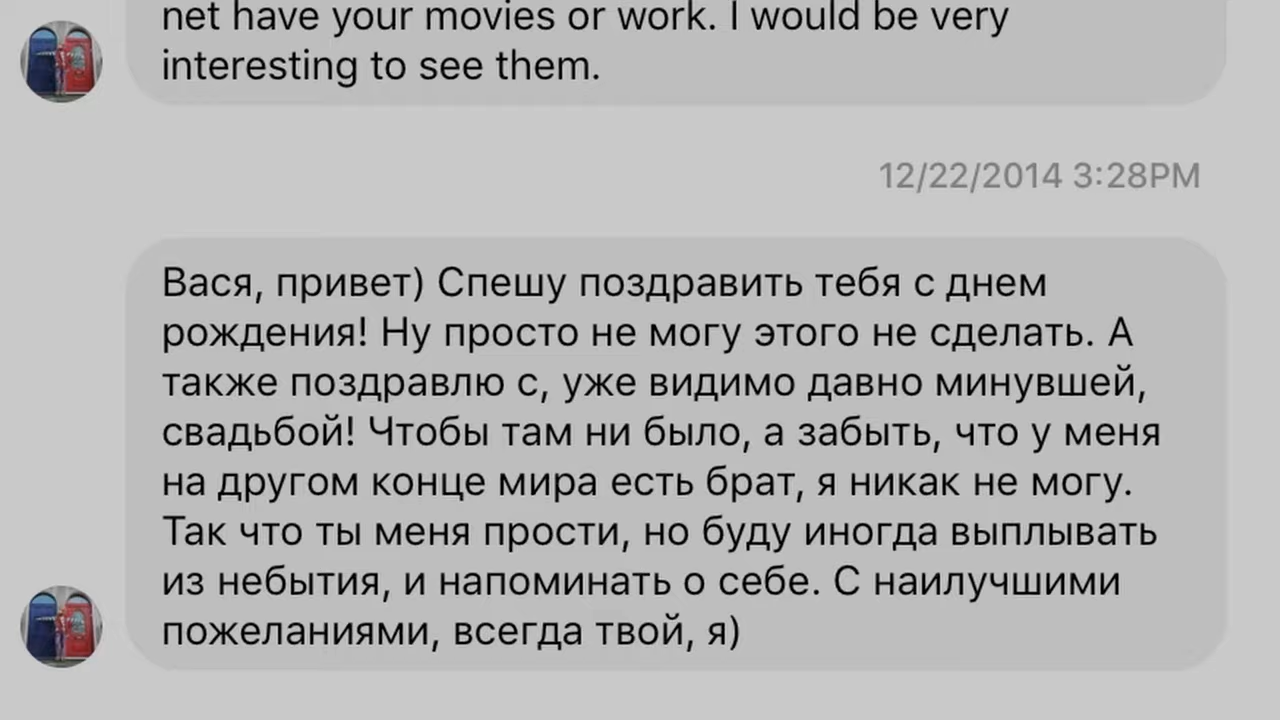 net have your movies or work. I would be very
interesting to see them.
12/22/2014 3:28PM
Вася, привет) Спешу поздравить тебя с днем
рождения! Ну просто не могу этого не сделать. А
также поздравлю с, уже видимо давно минувшей,
свадьбой! Чтобы там ни было, а забыть, что у меня
на другом конце мира есть брат, я никак не могу.
Так что ты меня прости, но буду иногда выплывать
из небытия, и напоминать о себе. С наилучшими
пожеланиями, всегда твой, я)